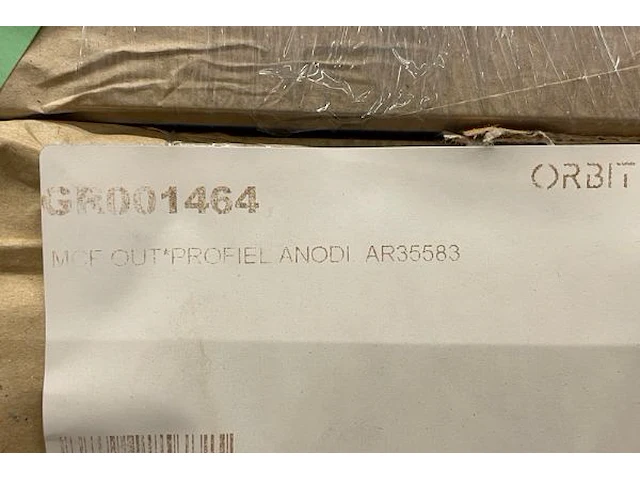 GR001464
ORBIT
MCF OUT*PROFIEL ANODI. AR35583